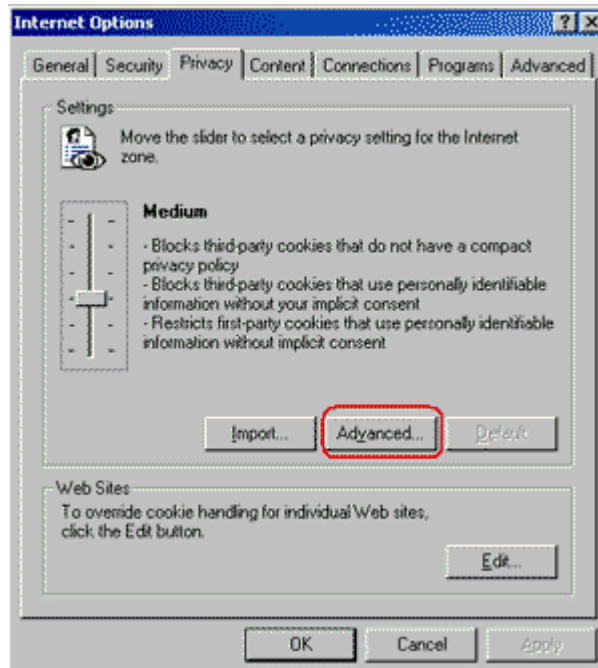 Internet Options
General Security Privacy Content Connections Programs Advanced
Settings
Move the slider to select a privacy setting for the Internet
zone.
Medium
- Blocks third-party cookies that do not have a compact
privacy policy
- Blocks third-party cookies that use personally identifiable
information without your implicit consent
- Restricts first-party cookies that use personally identifiable
information without implicit consent
Import... Advanced... Default
Web Sites
To override cookie handling for individual Web sites,
click the Edit button.
Edit...
OK Cancel Apply